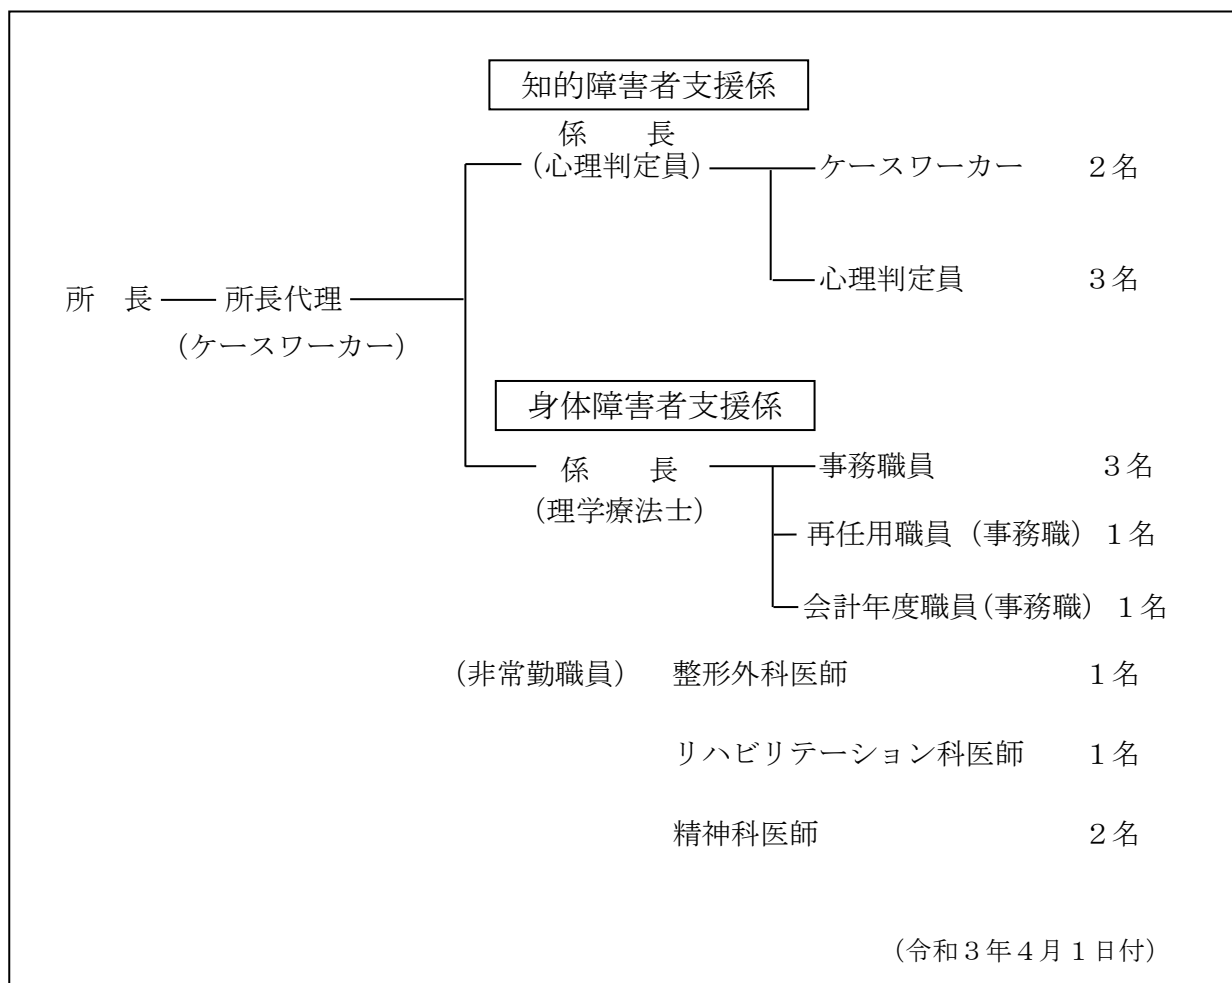 知的障害者支援係
係　　長
(心理判定員)
ケースワーカー　　２名
心理判定員　　３名
所　長
所長代理
(ケースワーカー)
身体障害者支援係
係　　長
(理学療法士)
事務職員　　３名
再任用職員（事務職）１名
会計年度職員(事務職）１名
(非常勤職員)　整形外科医師　　１名
リハビリテーション科医師　　１名
精神科医師　　２名
(令和３年４月１日付)